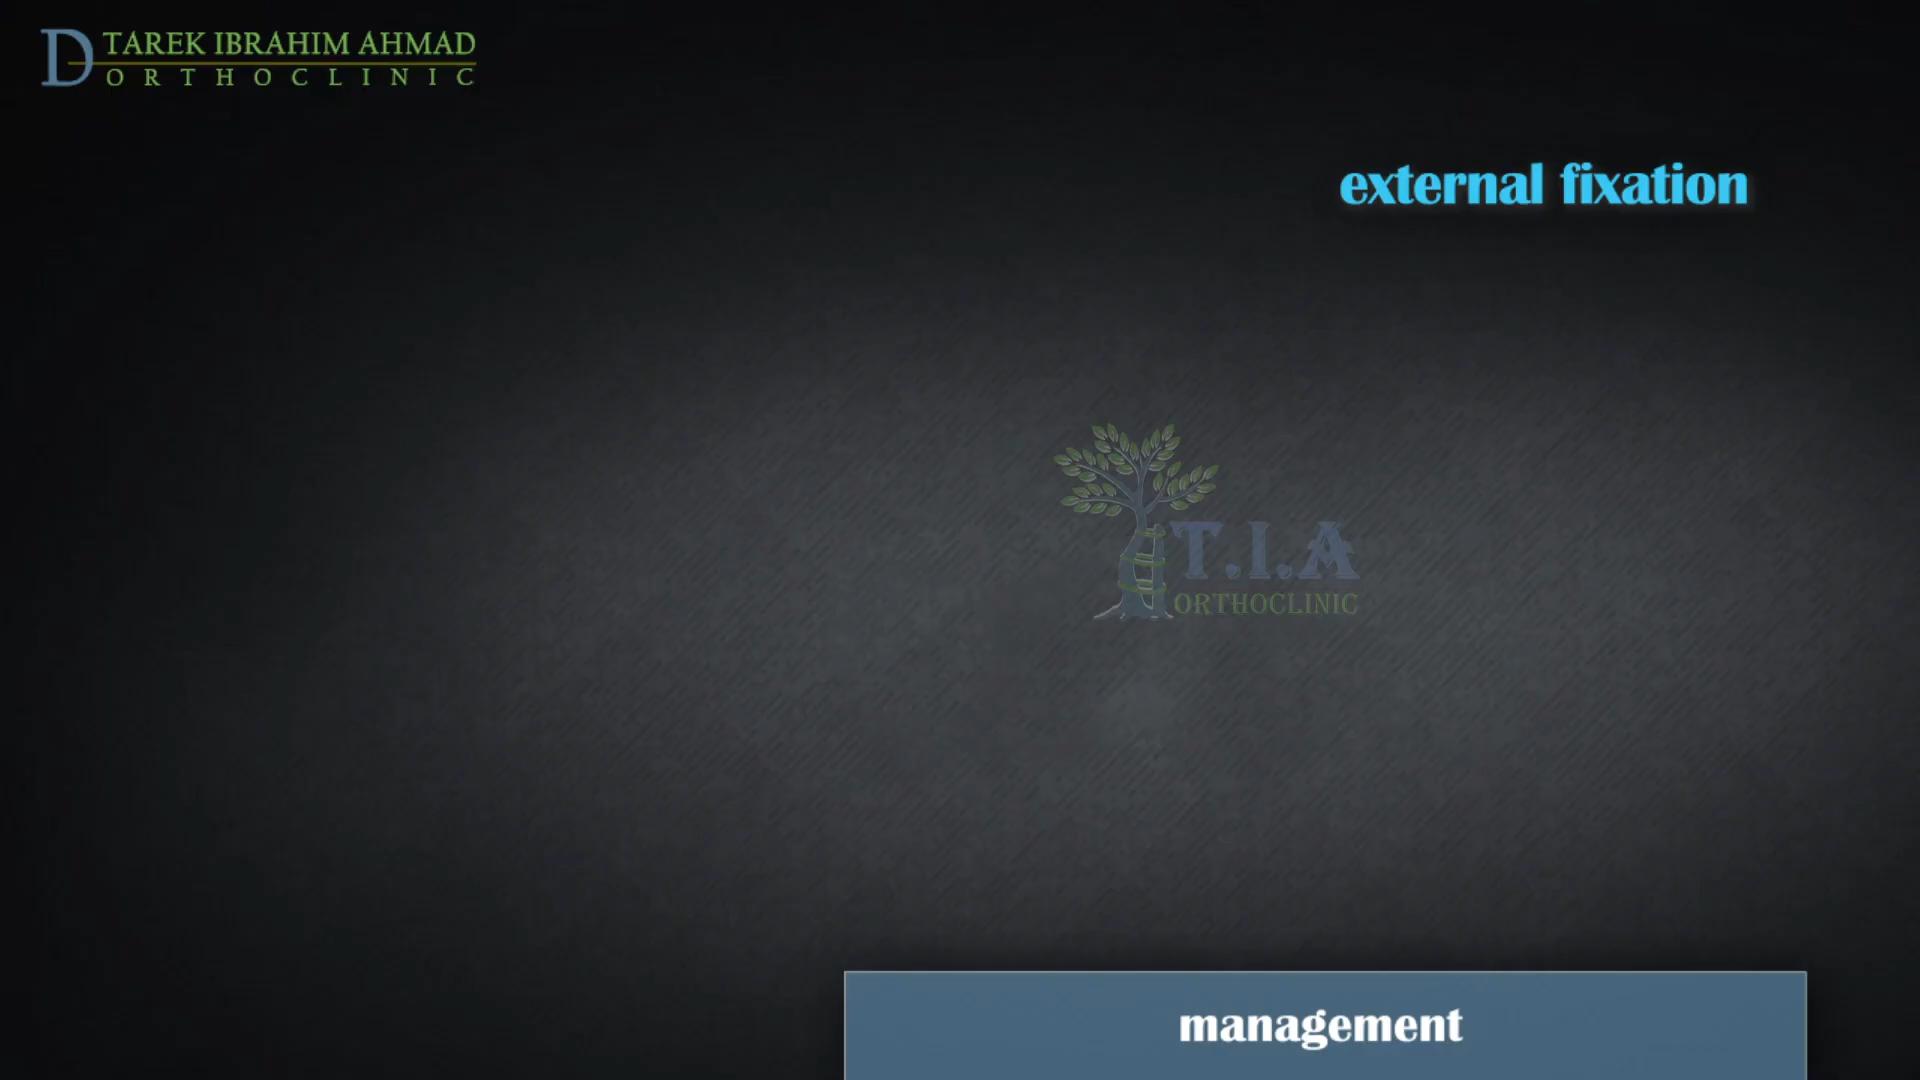 D TAREK IBRAHIM AHMAD
ORTHOCLINIC
external fixation
T.I.A
ORTHOCLINIC
management